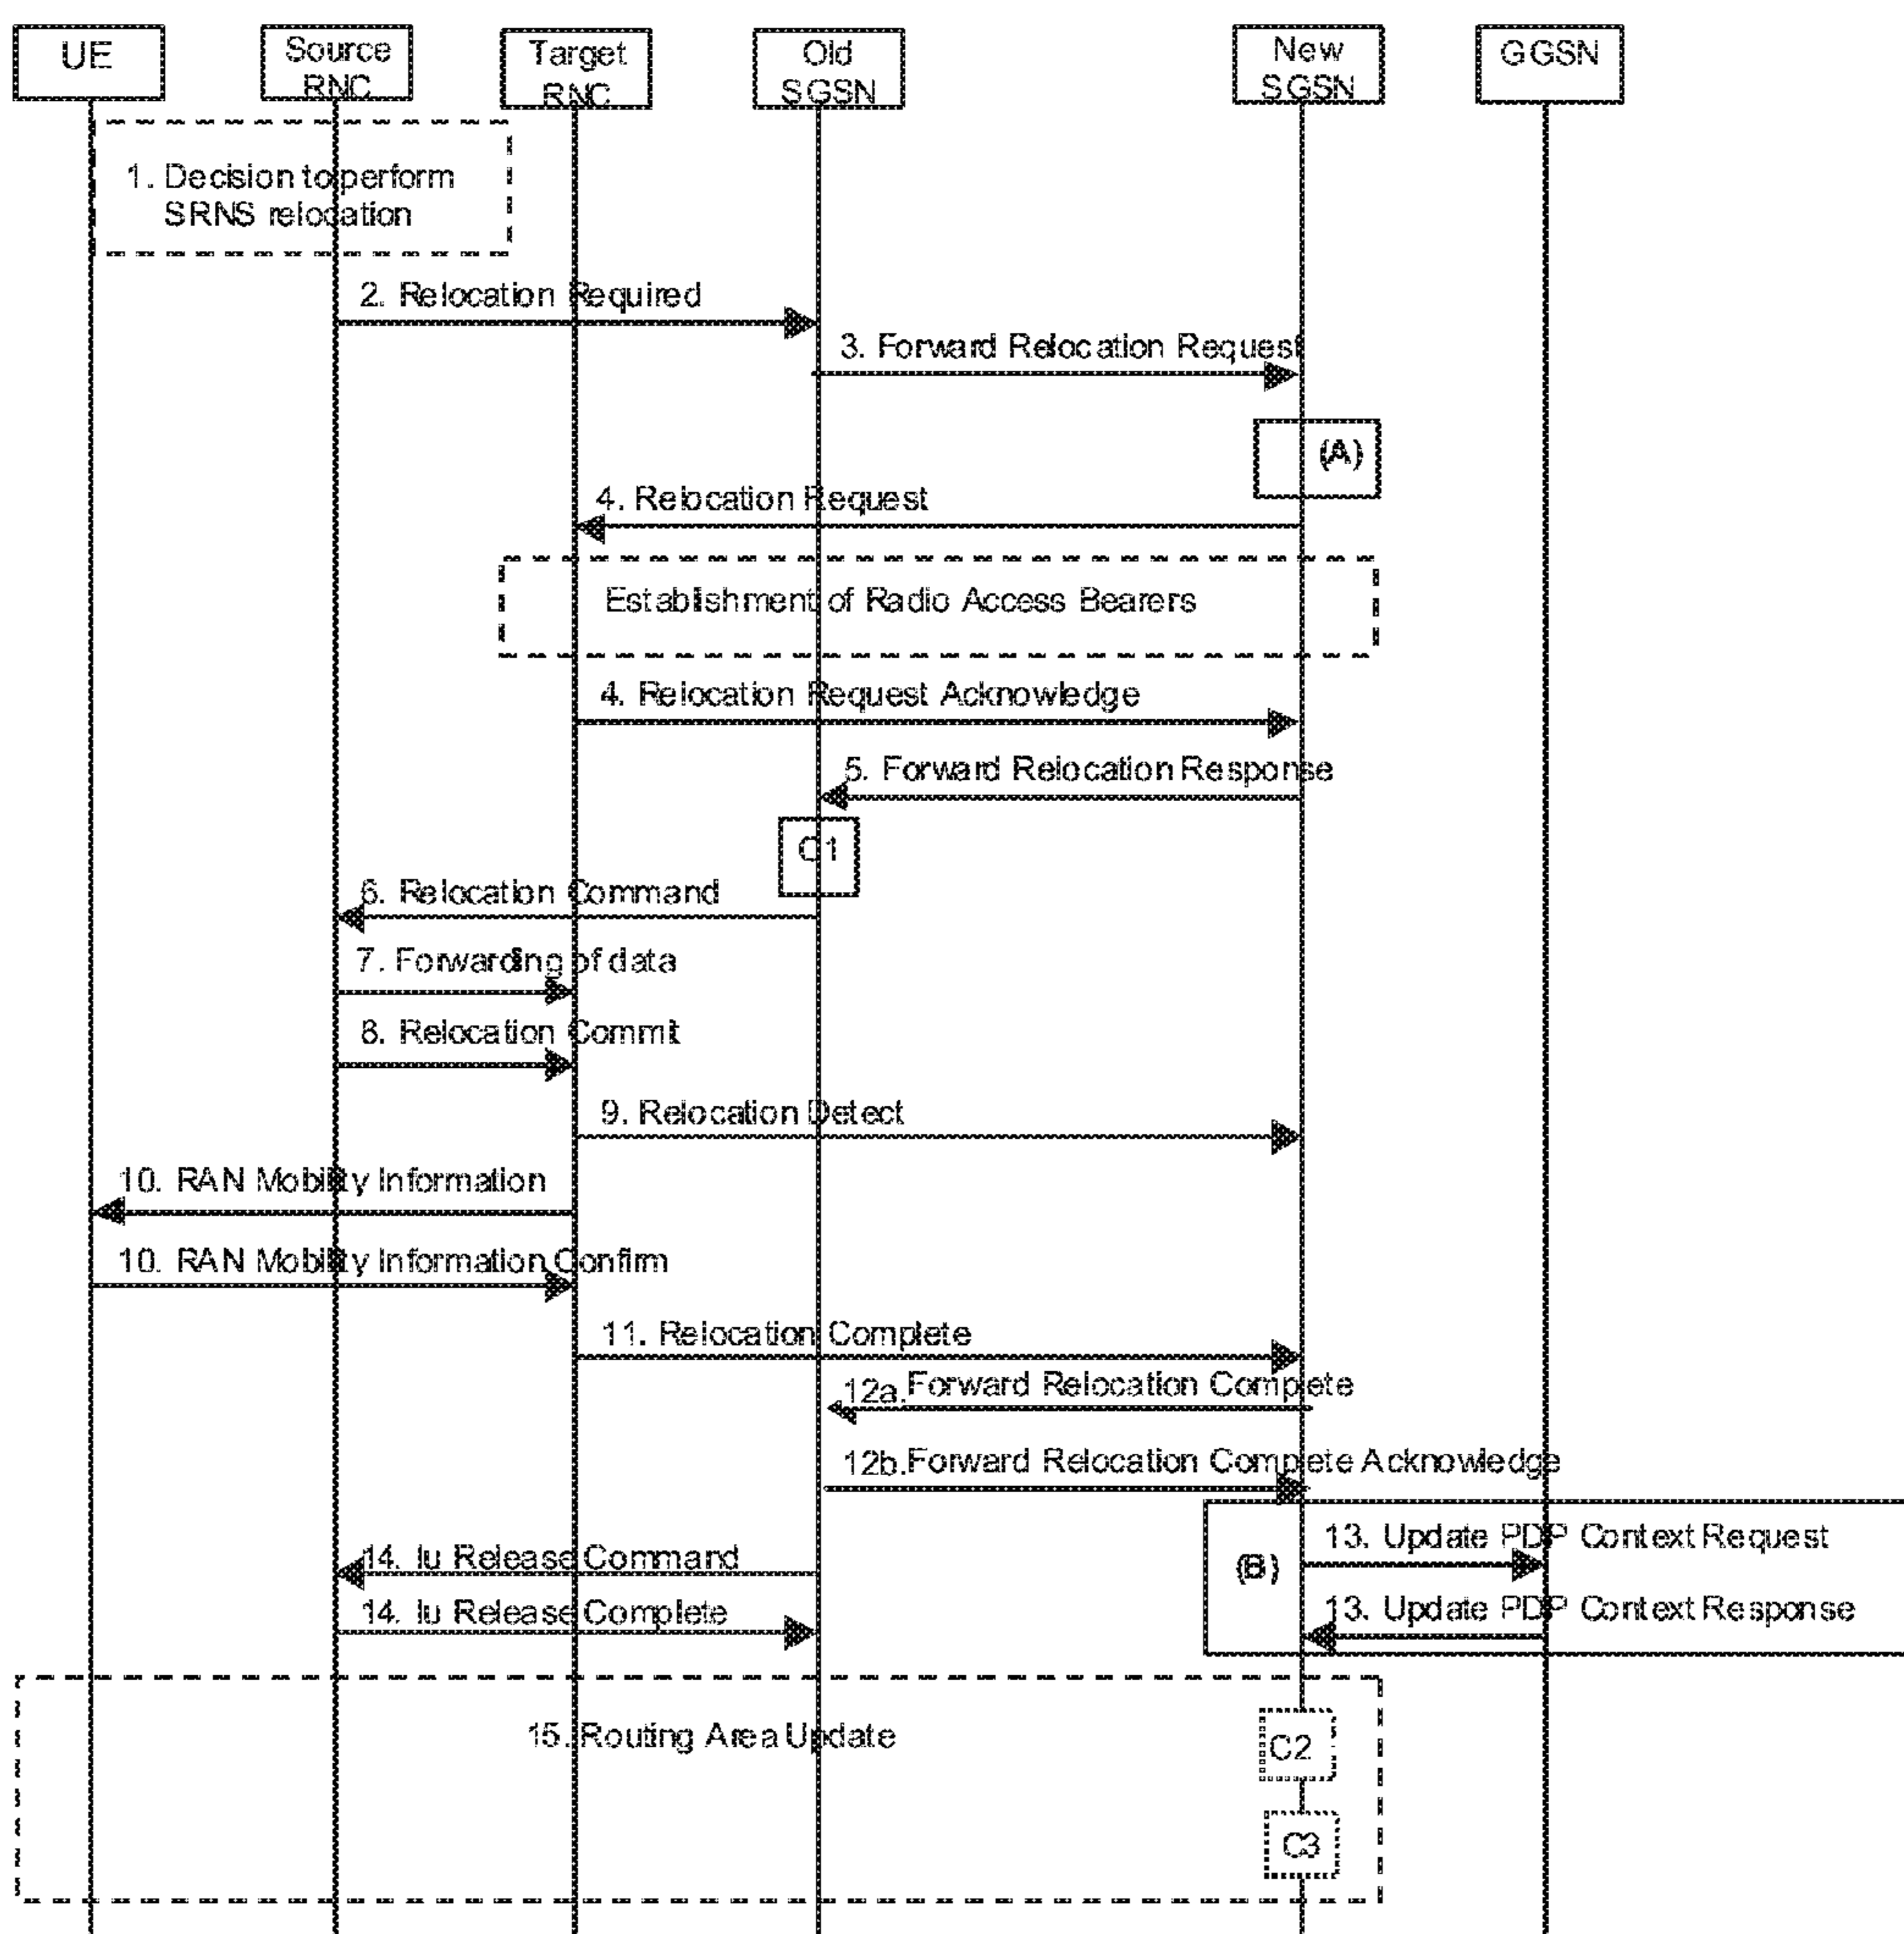 UE
Source
RNC
Target
RNC
Old
SGSN
New
SGSN
GGSN
1. Decision to perform
SRNS relocation
2. Relocation Required
3. Forward Relocation Request
(A)
4. Relocation Request
Establishment of Radio Access Bearers
4. Relocation Request Acknowledge
5. Forward Relocation Response
C1
6. Relocation Command
7. Forwarding of data
8. Relocation Commit
9. Relocation Detect
10. RAN Mobility Information
10. RAN Mobility Information Confirm
11. Relocation Complete
12a. Forward Relocation Complete
12b. Forward Relocation Complete Acknowledge
13. Update PDP Context Request
14. Iu Release Command
(B)
13. Update PDP Context Response
14. Iu Release Complete
15. Routing Area Update
C2
C3